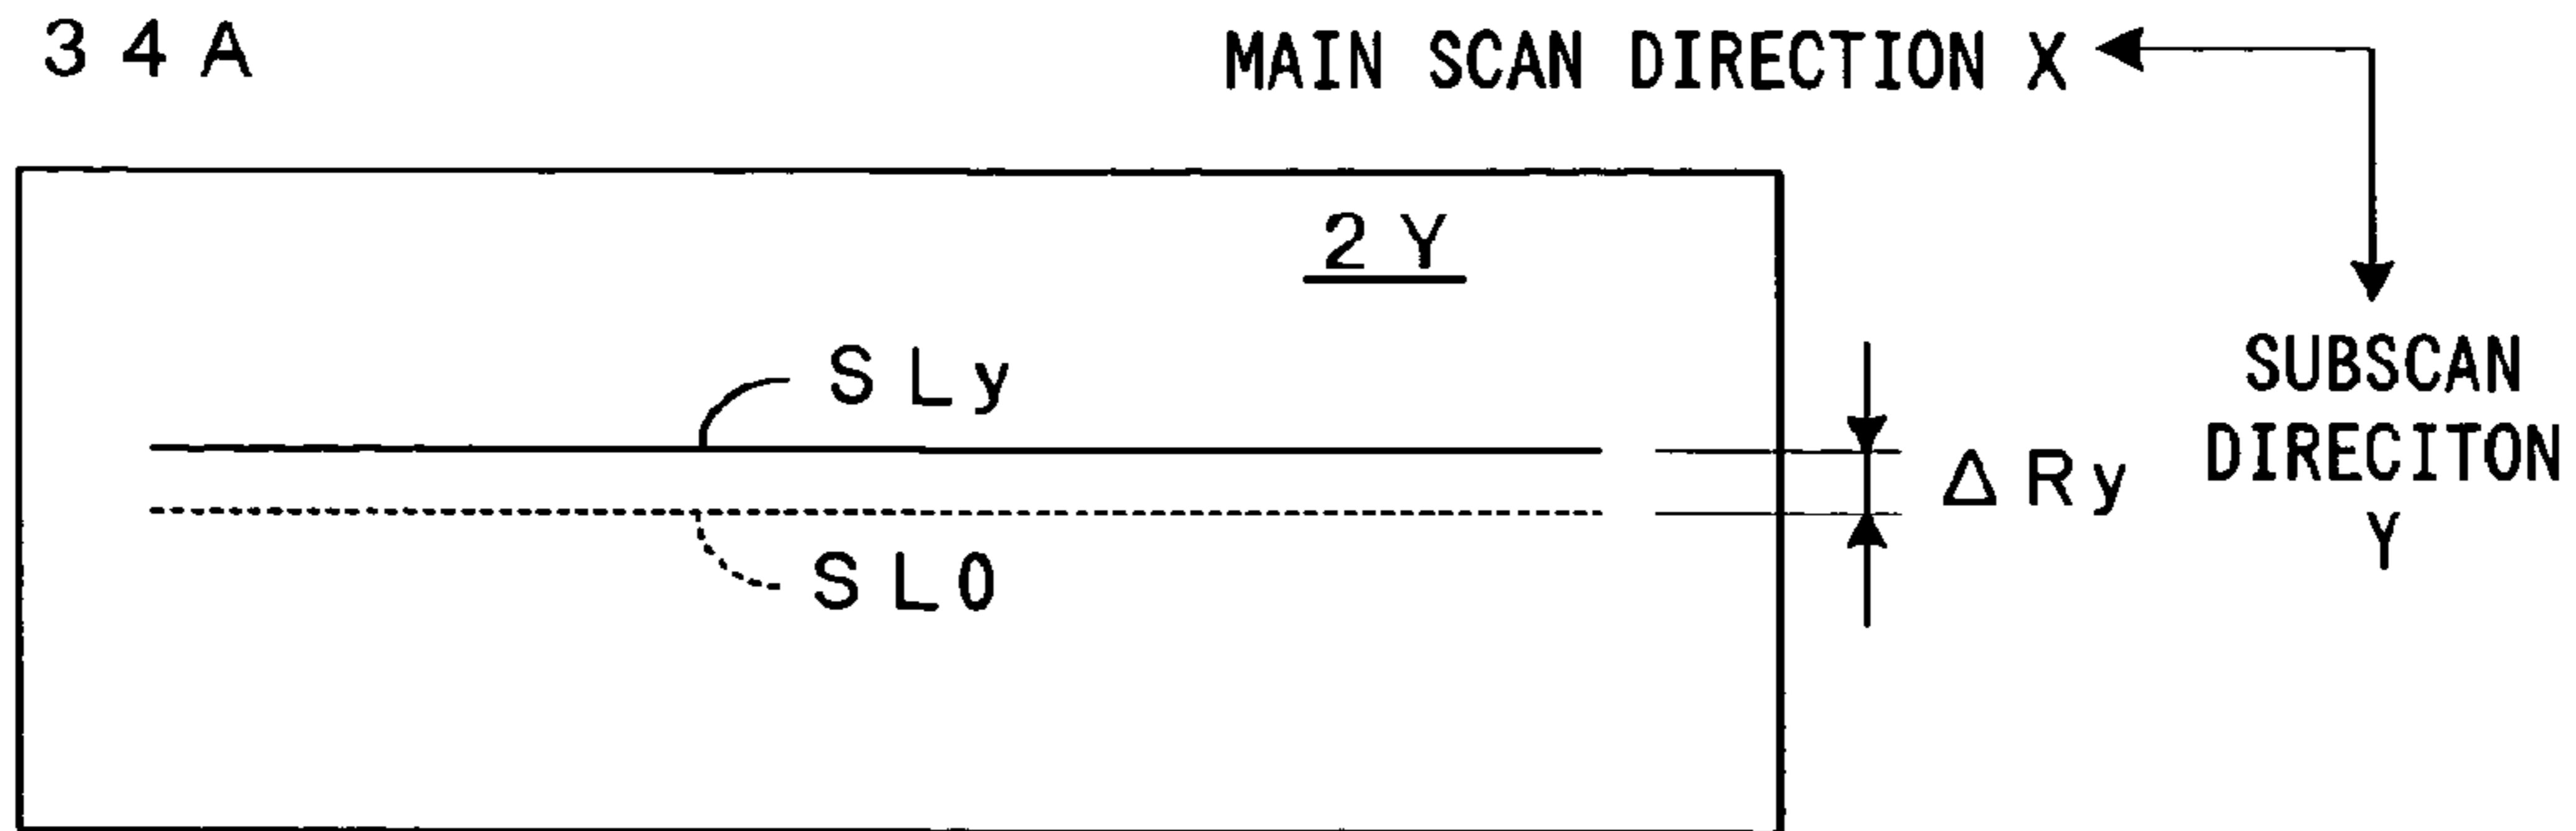 34A
MAIN SCAN DIRECTION X
2Y
SLy
SL0
ΔRy
SUBSCAN
DIRECITON
Y